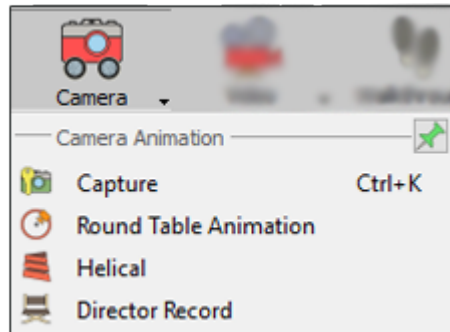 Camera
Camera Animation
Capture Ctrl+K
Round Table Animation
Helical
Director Record